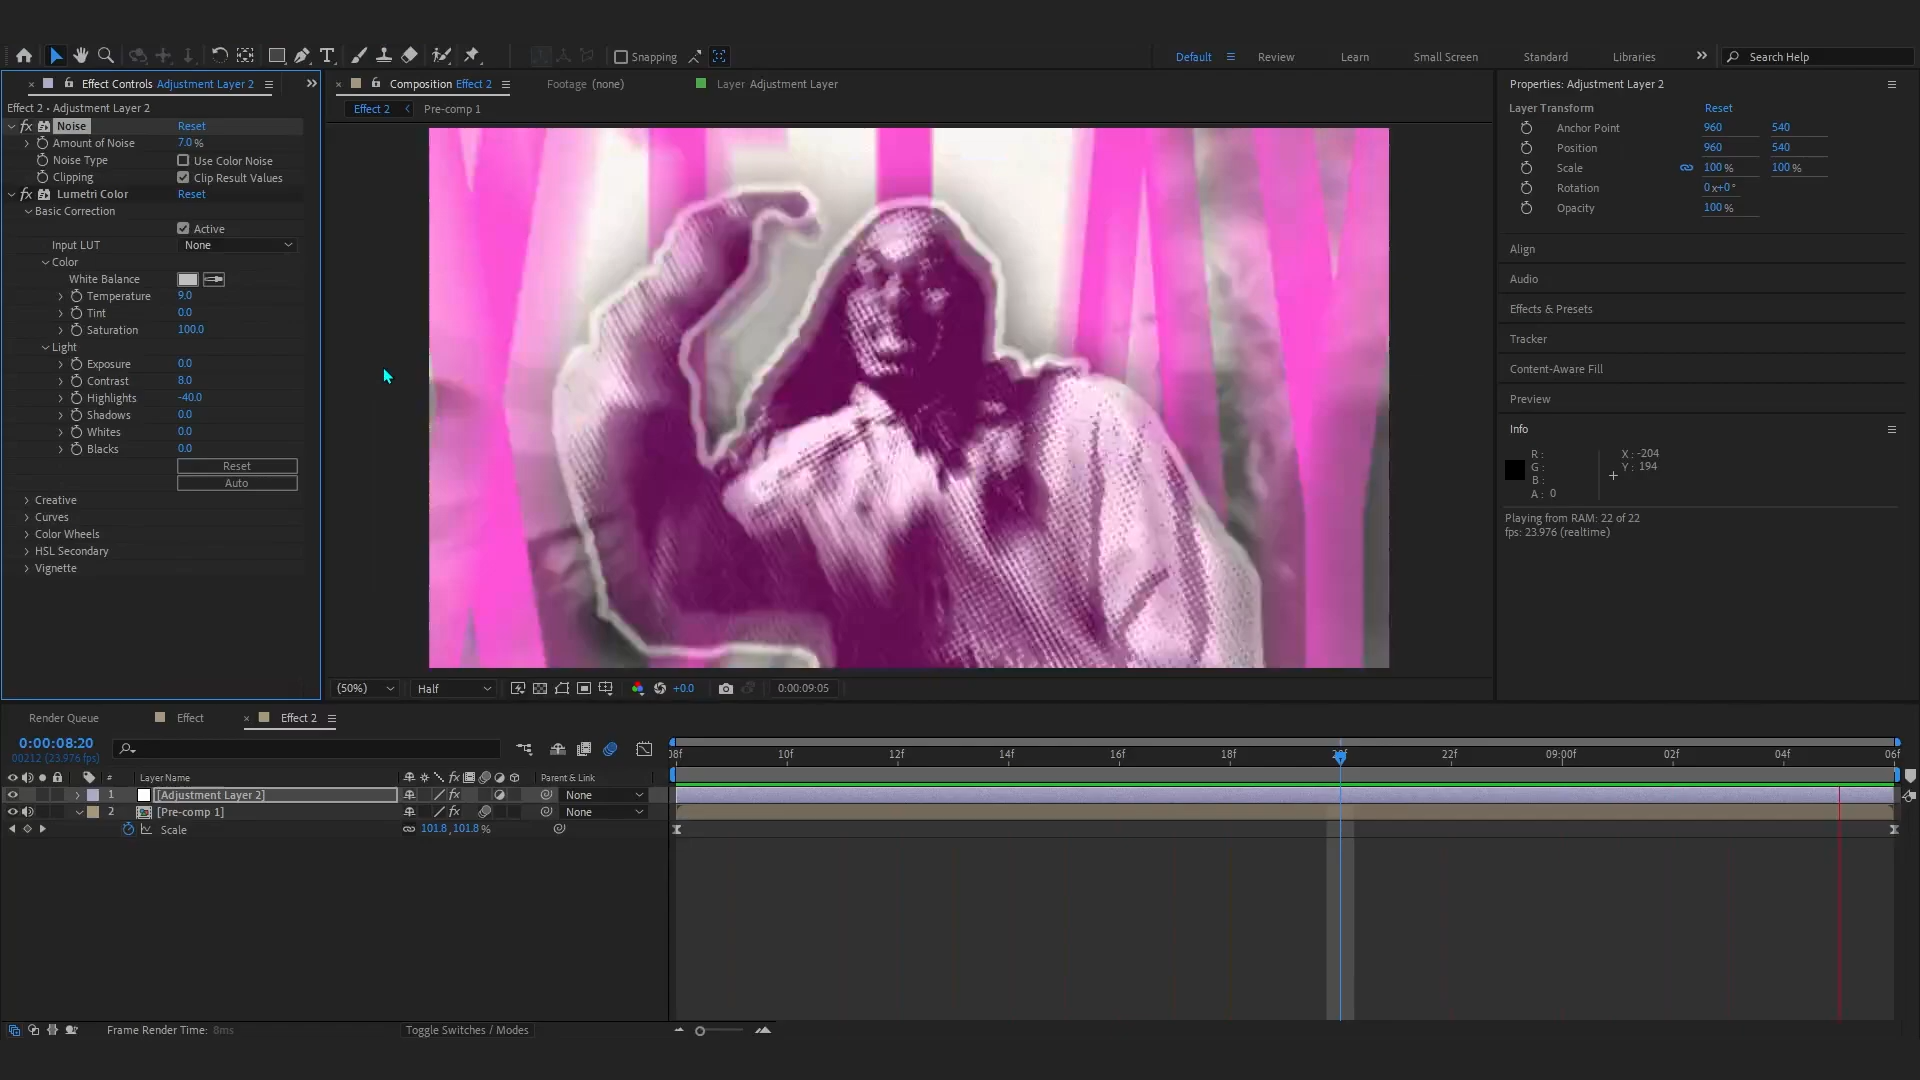 Snapping
Default
Review
Learn
Small Screen
Standard
Libraries
Search Help
Effect Controls Adjustment Layer 2
Composition Effect 2
Footage (none)
Layer Adjustment Layer
Properties: Adjustment Layer 2
Effect 2 • Adjustment Layer 2
Effect 2
Pre-comp 1
Layer Transform Reset
fx Noise Reset
Anchor Point 960 540
Amount of Noise 7.0 %
Position 960 540
Noise Type Use Color Noise
Scale 100 % 100 %
Clipping Clip Result Values
Rotation 0 x+0 °
fx Lumetri Color Reset
Opacity 100 %
Basic Correction
Active
Input LUT None
Align
Color
White Balance
Audio
Temperature 9.0
Tint 0.0
Effects & Presets
Saturation 100.0
Tracker
Light
Exposure 0.0
Content-Aware Fill
Contrast 8.0
Highlights -40.0
Preview
Shadows 0.0
Whites 0.0
Info
Blacks 0.0
R :
G :
B :
A : 0
X : -204
Y : 194
Reset
Auto
Creative
Curves
Playing from RAM: 22 of 22
fps: 23.976 (realtime)
Color Wheels
HSL Secondary
Vignette
(50%) Half +0.0 0:00:09:05
Render Queue
Effect
Effect 2
0:00:08:20
00212 (23.976 fps)
08f 10f 12f 14f 16f 18f 20f 22f 09:00f 02f 04f 06f
# Layer Name fx Parent & Link
1 [Adjustment Layer 2] fx None
2 [Pre-comp 1] fx None
Scale 101.8, 101.8 %
Frame Render Time: 8ms
Toggle Switches / Modes